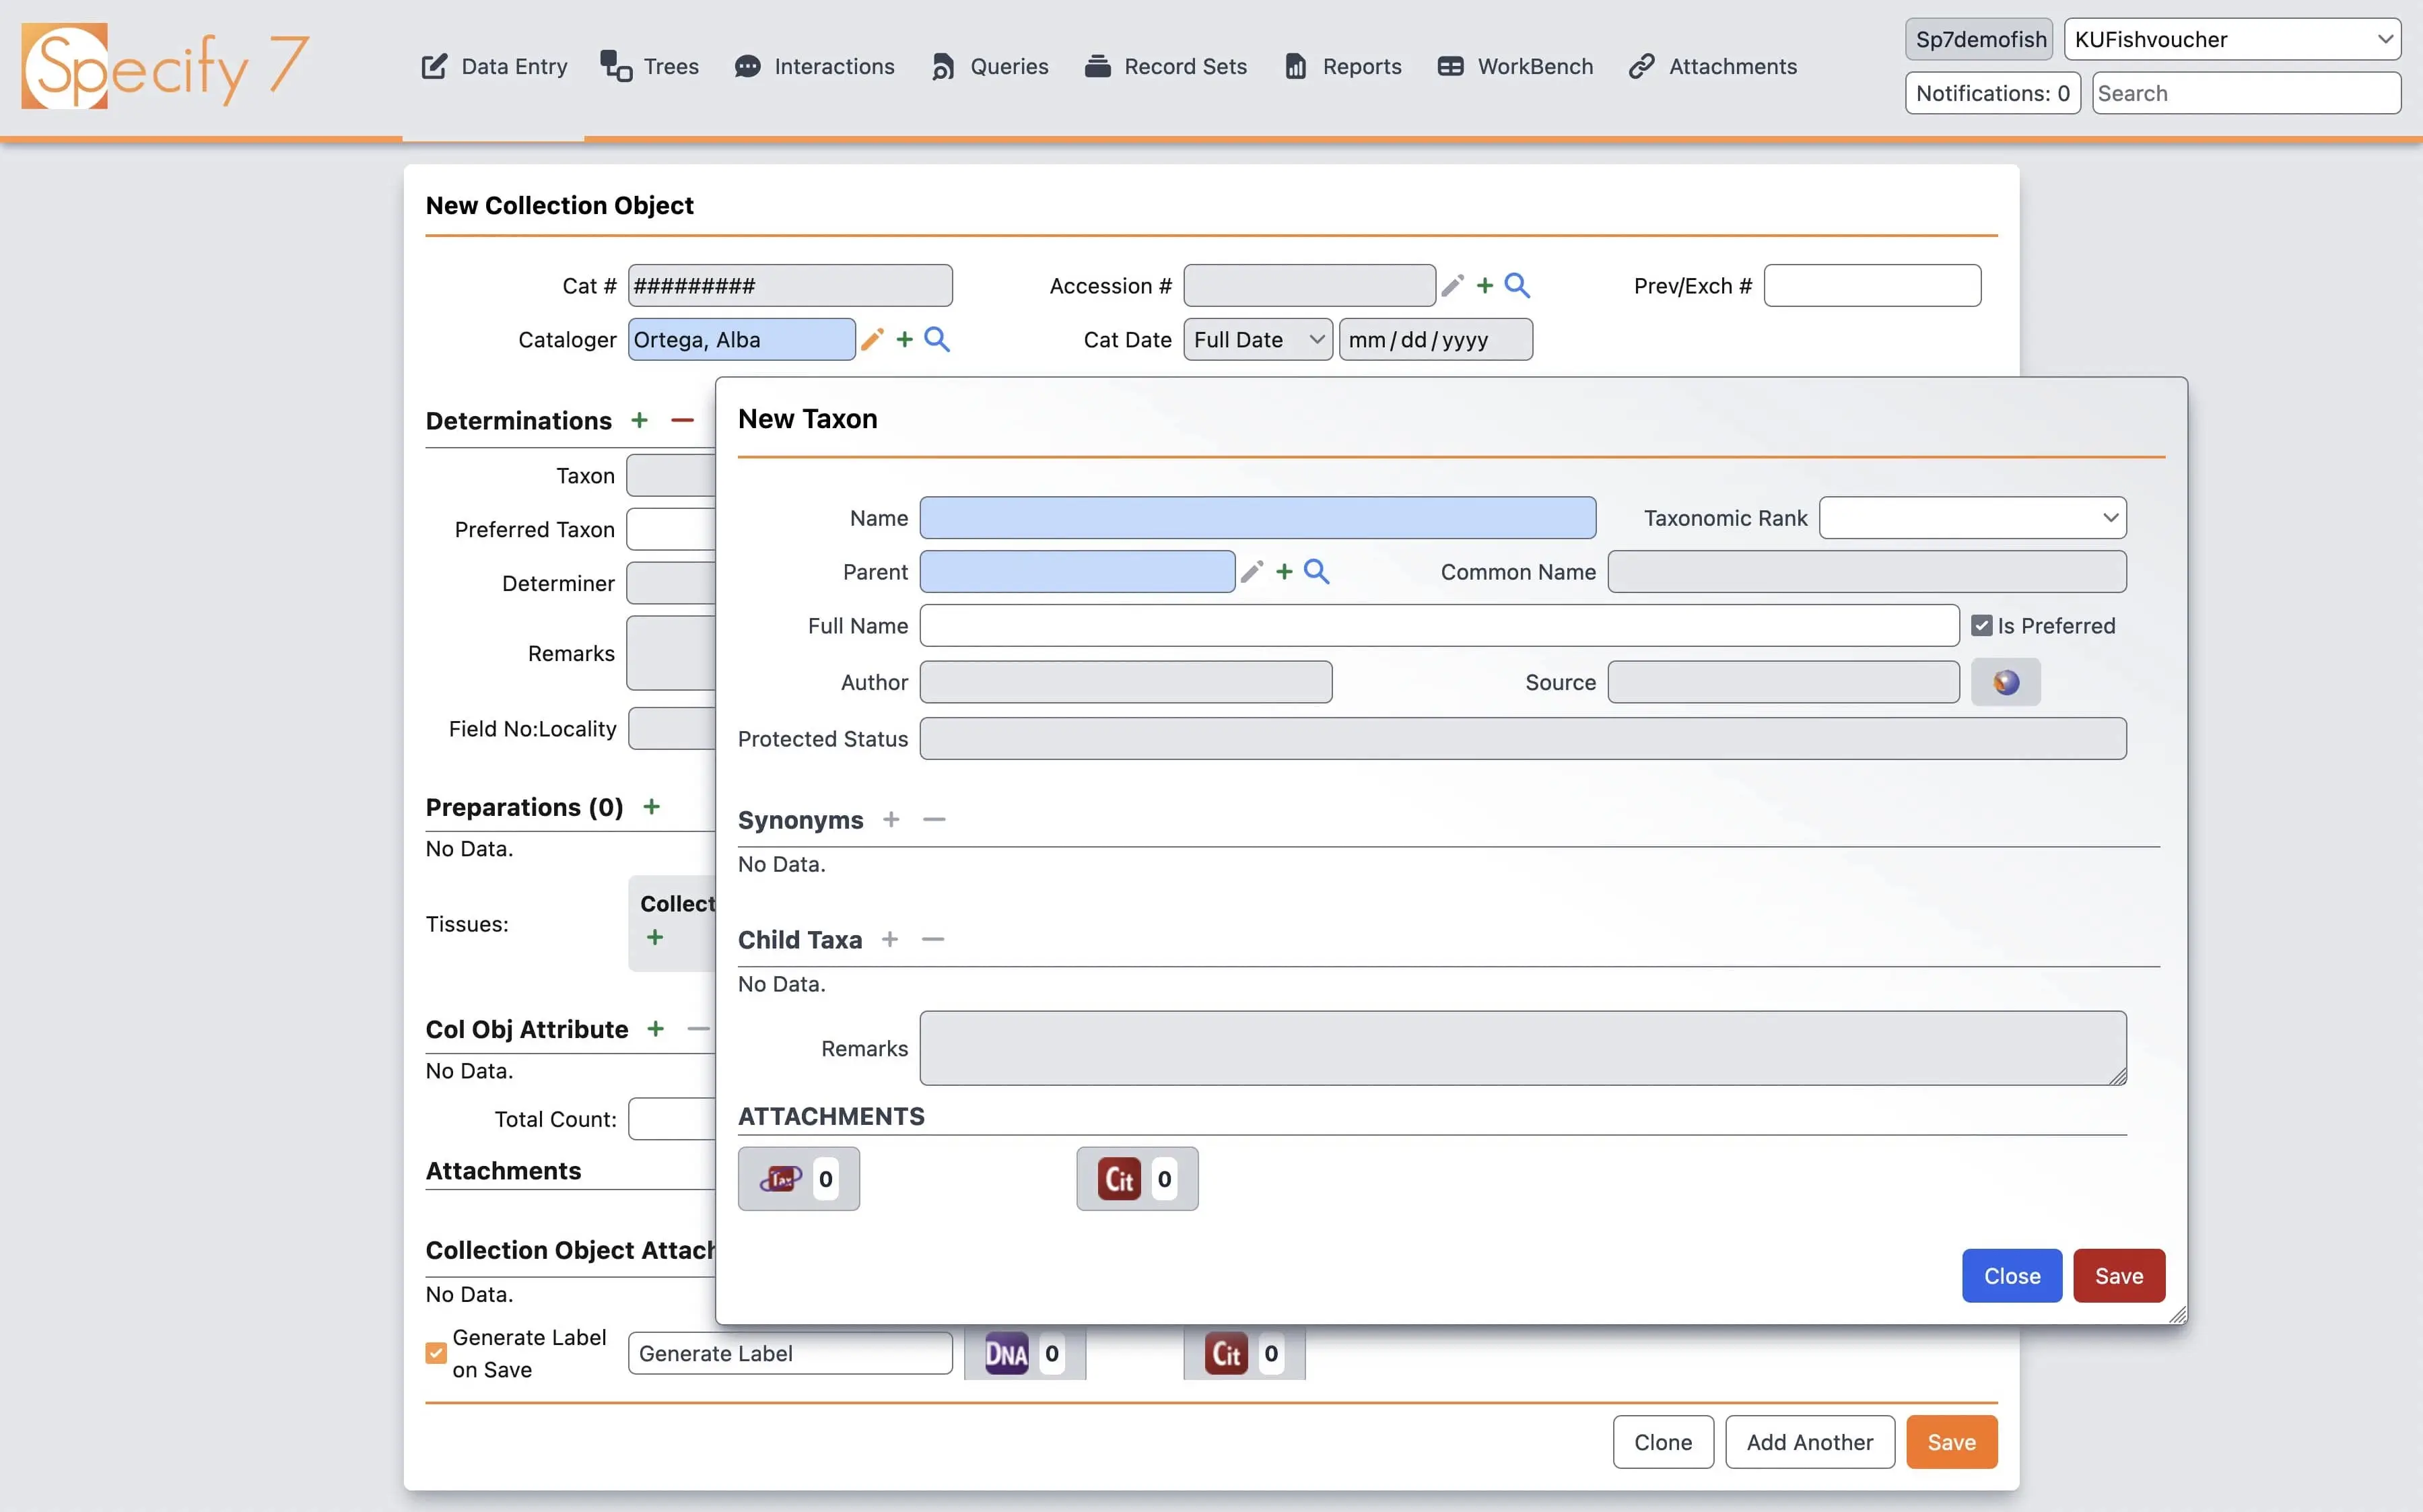 Specify 7
Data Entry
Trees
Interactions
Queries
Record Sets
Reports
WorkBench
Attachments
Sp7demofish
KUFishvoucher
Notifications: 0
Search
New Collection Object
Cat # #########
Accession #
Prev/Exch #
Cataloger Ortega, Alba
Cat Date Full Date mm/dd/yyyy
Determinations
Taxon
Preferred Taxon
Determiner
Remarks
Field No:Locality
Preparations (0)
No Data.
Tissues:
Collect
Col Obj Attribute
No Data.
Total Count:
Attachments
Collection Object Attach
No Data.
Generate Label
on Save
Generate Label
DNA 0
Cit 0
Clone
Add Another
Save
New Taxon
Name
Taxonomic Rank
Parent
Common Name
Full Name
Is Preferred
Author
Source
Protected Status
Synonyms
No Data.
Child Taxa
No Data.
Remarks
ATTACHMENTS
Tax 0
Cit 0
Close
Save